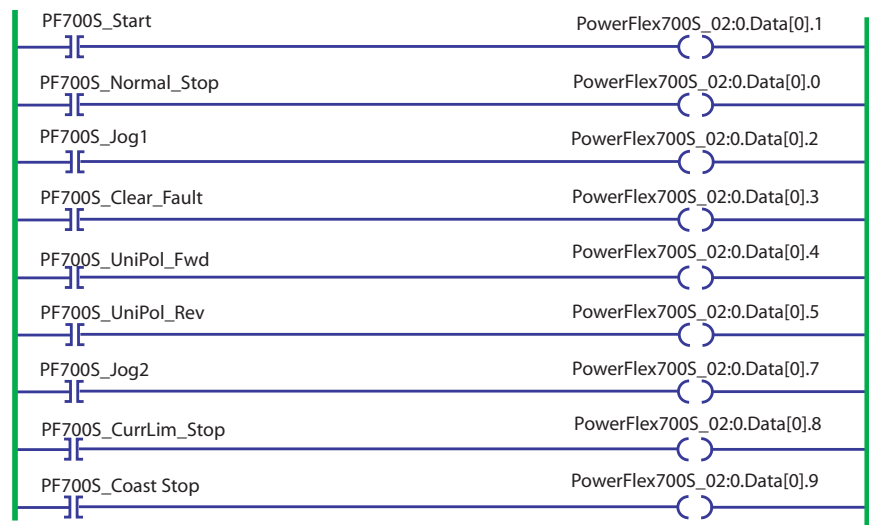 PF700S_Start PowerFlex700S_02:0.Data[0].1
PF700S_Normal_Stop PowerFlex700S_02:0.Data[0].0
PF700S_Jog1 PowerFlex700S_02:0.Data[0].2
PF700S_Clear_Fault PowerFlex700S_02:0.Data[0].3
PF700S_UniPol_Fwd PowerFlex700S_02:0.Data[0].4
PF700S_UniPol_Rev PowerFlex700S_02:0.Data[0].5
PF700S_Jog2 PowerFlex700S_02:0.Data[0].7
PF700S_CurrLim_Stop PowerFlex700S_02:0.Data[0].8
PF700S_Coast Stop PowerFlex700S_02:0.Data[0].9